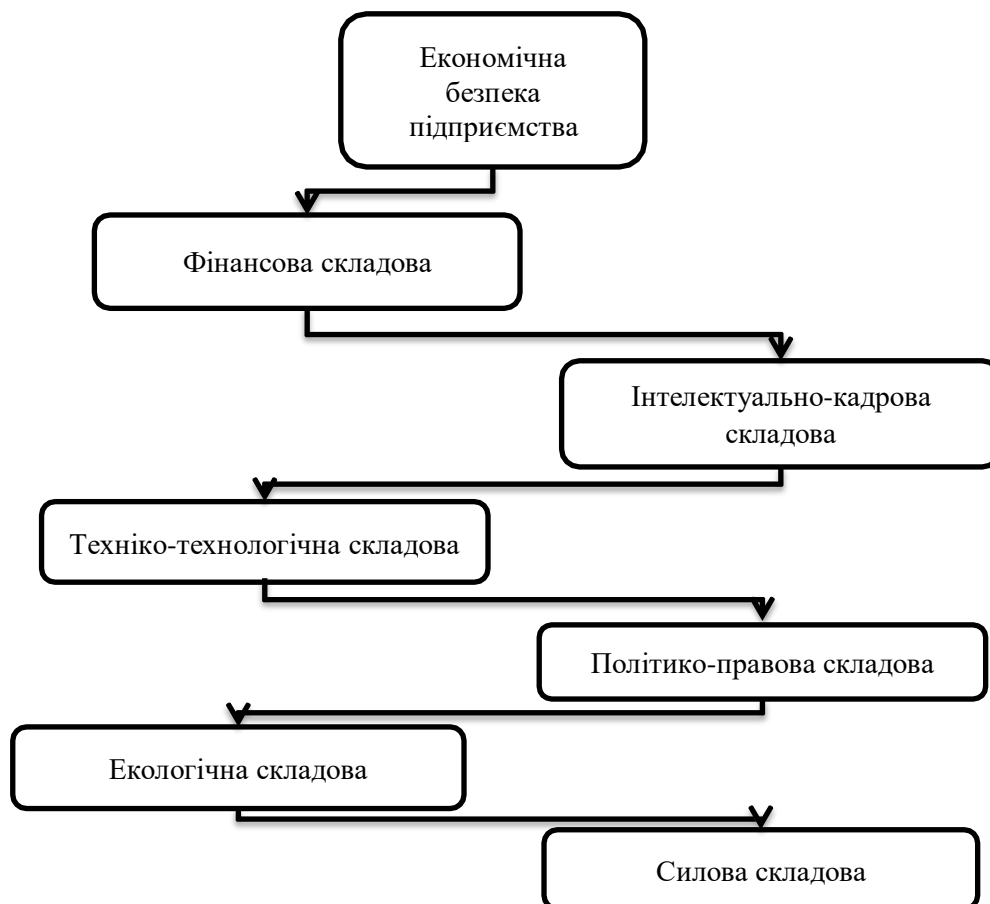 Економічна
безпека
підприємства
Фінансова складова
Інтелектуально-кадрова
складова
Техніко-технологічна складова
Політико-правова складова
Екологічна складова
Силова складова